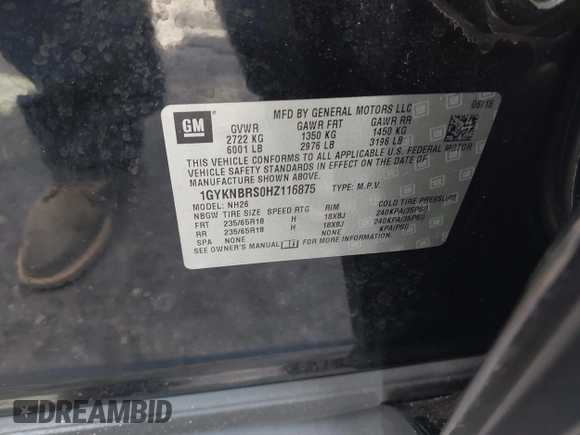 GM
MFD BY GENERAL MOTORS LLC 06/16
GVWR GAWR FRT GAWR RR
2722 KG 1350 KG 1450 KG
6001 LB 2976 LB 3196 LB
THIS VEHICLE CONFORMS TO ALL APPLICABLE U.S. FEDERAL MOTOR
VEHICLE SAFETY STANDARDS IN EFFECT ON THE DATE OF
MANUFACTURE SHOWN ABOVE.
1GYKNBRS0HZ116875 TYPE: M.P.V.
MODEL: NH26
NBGW TIRE SIZE SPEED RTG RIM COLD TIRE PRESSURE
FRT 235/65R18 H 18X8J 240KPA(35PSI)
RR 235/65R18 H 18X8J 240KPA(35PSI)
SPA NONE NONE KPA(PSI)
SEE OWNER'S MANUAL FOR MORE INFORMATION
DREAMBID